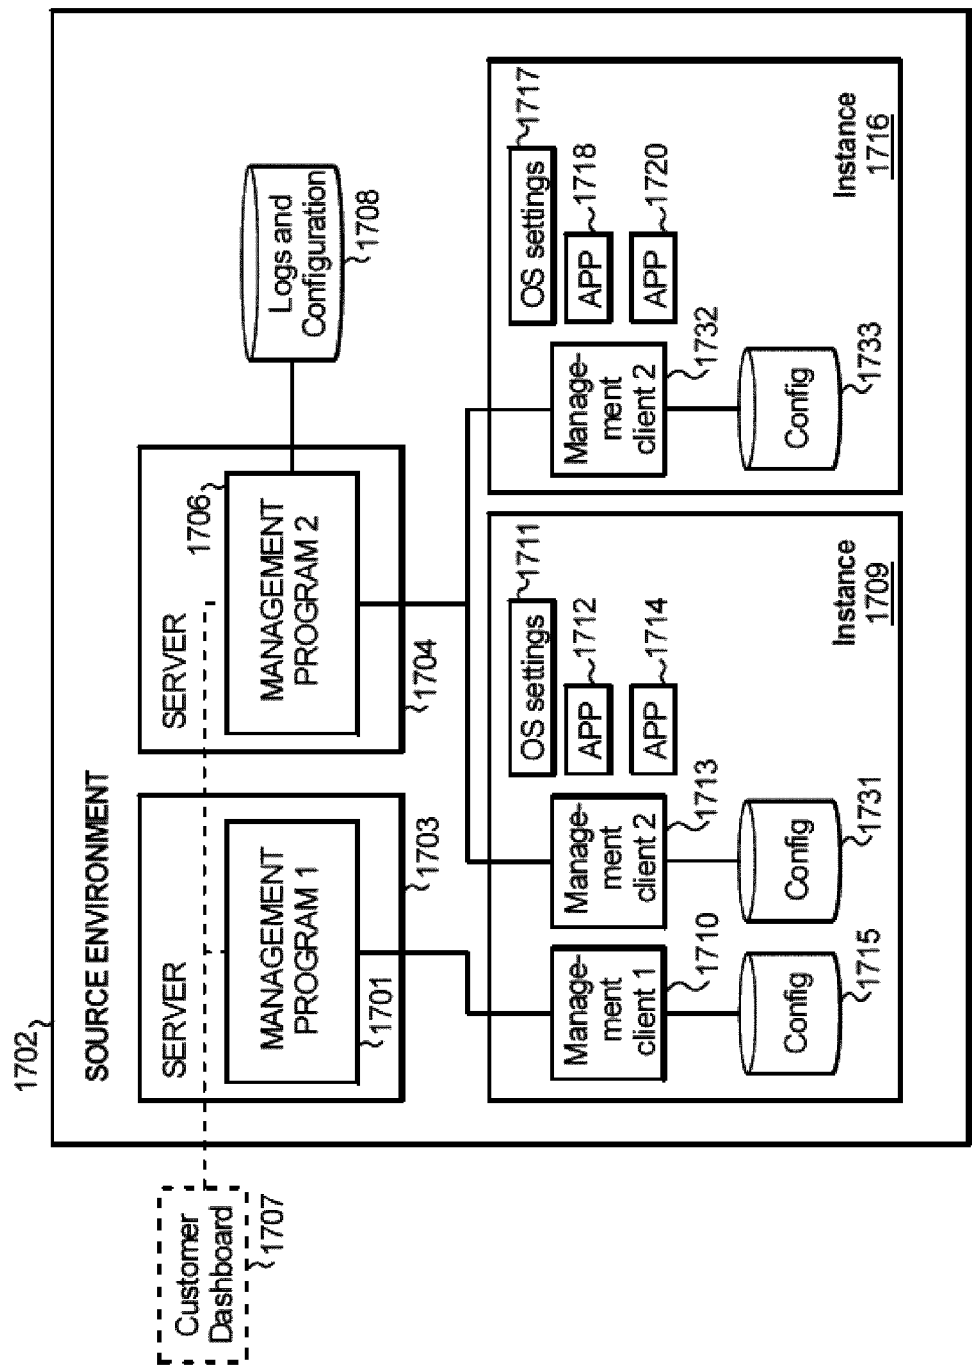 1702
SOURCE ENVIRONMENT
Customer
Dashboard
1707
SERVER
MANAGEMENT
PROGRAM 1
1701
1703
SERVER
MANAGEMENT
PROGRAM 2
1706
1704
Logs and
Configuration
1708
Manage-
ment
client 1
1710
Config
1715
Manage-
ment
client 2
1713
Config
1731
OS settings
1711
APP
1712
APP
1714
Instance
1709
Manage-
ment
client 2
1732
Config
1733
OS settings
1717
APP
1718
APP
1720
Instance
1716